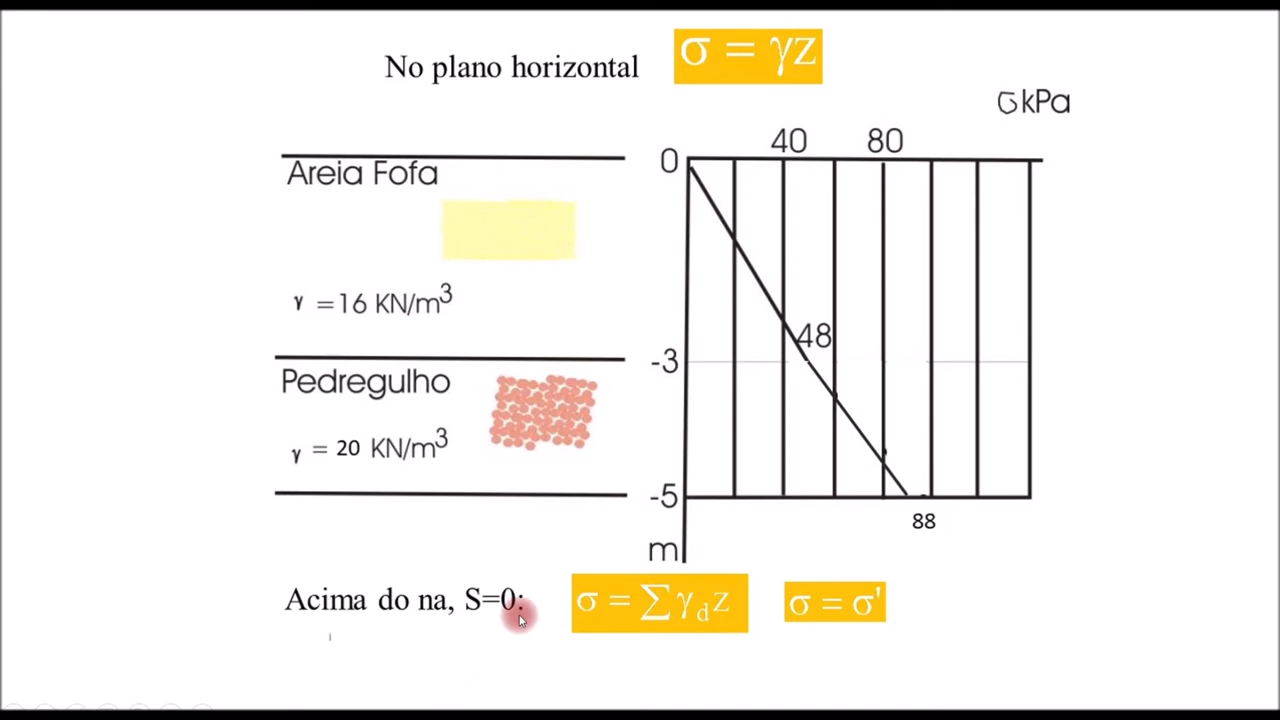 No plano horizontal
σ = γz
σ kPa
40 80
0
Areia Fofa
γ = 16 KN/m³
48
-3
Pedregulho
γ = 20 KN/m³
-5
88
m
Acima do na, S=0:
σ = ∑ γd z
σ = σ'